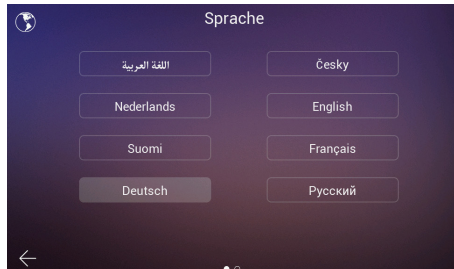 Sprache
اللغة العربية
Česky
Nederlands
English
Suomi
Français
Deutsch
Русский